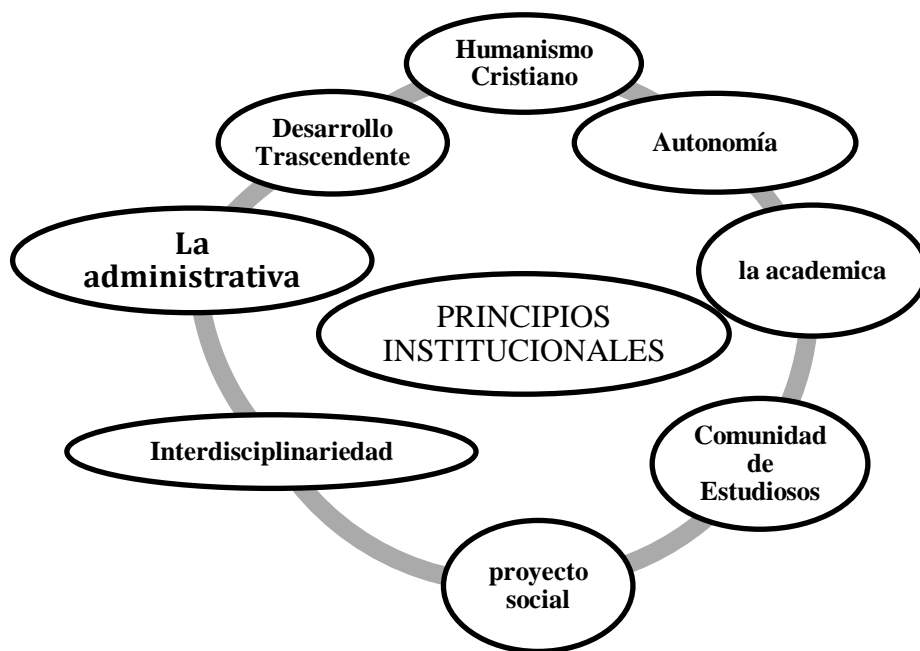 Humanismo
Cristiano
Desarrollo
Trascendente
Autonomía
La
administrativa
la academica
PRINCIPIOS
INSTITUCIONALES
Interdisciplinariedad
Comunidad
de
Estudiosos
proyecto
social